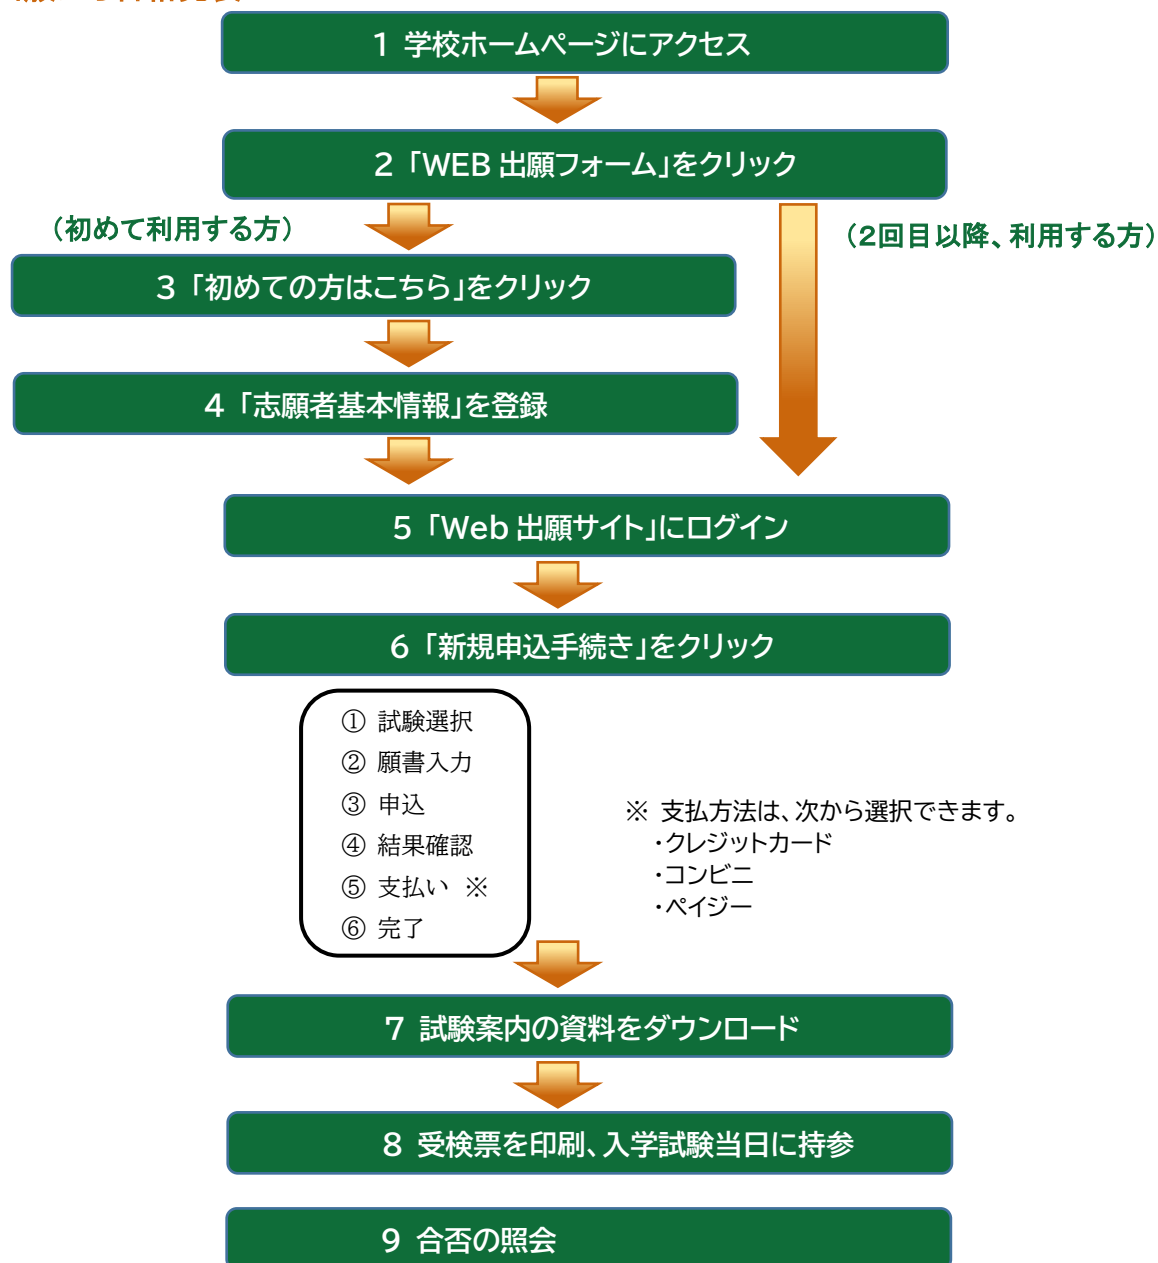 1 学校ホームページにアクセス
2「WEB 出願フォーム」をクリック
(初めて利用する方)
(2回目以降、利用する方)
3「初めての方はこちら」をクリック
4「志願者基本情報」を登録
5「Web 出願サイト」にログイン
6「新規申込手続き」をクリック
① 試験選択
② 願書入力
③ 申込
④ 結果確認
⑤ 支払い ※
⑥ 完了
※ 支払方法は、次から選択できます。
・クレジットカード
・コンビニ
・ペイジー
7 試験案内の資料をダウンロード
8 受検票を印刷、入学試験当日に持参
9 合否の照会